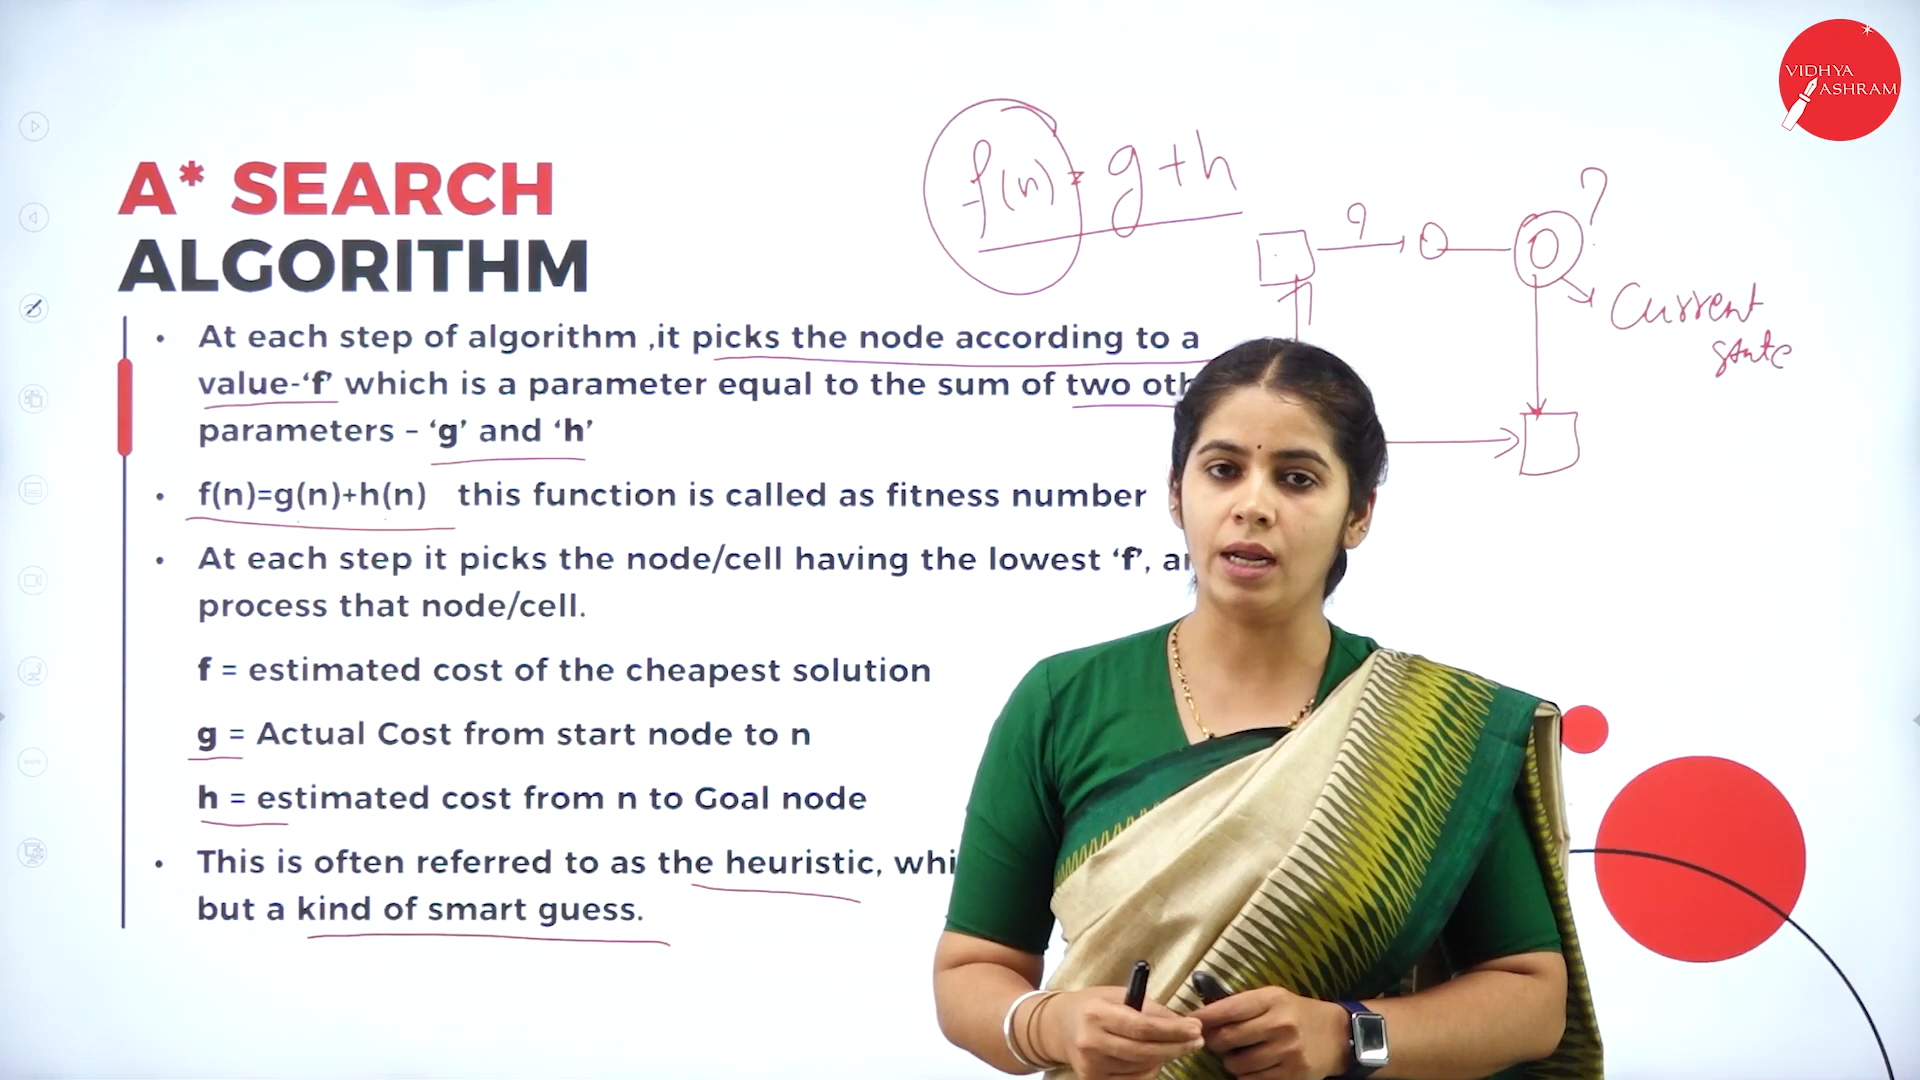 VIDHYA
ASHRAM
A* SEARCH
ALGORITHM
f(n) = g+h
g
?
Current
state
• At each step of algorithm ,it picks the node according to a
value-‘f’ which is a parameter equal to the sum of two oth
parameters – ‘g’ and ‘h’
• f(n)=g(n)+h(n) this function is called as fitness number
• At each step it picks the node/cell having the lowest ‘f’, an
process that node/cell.
f = estimated cost of the cheapest solution
g = Actual Cost from start node to n
h = estimated cost from n to Goal node
• This is often referred to as the heuristic, whi
but a kind of smart guess.